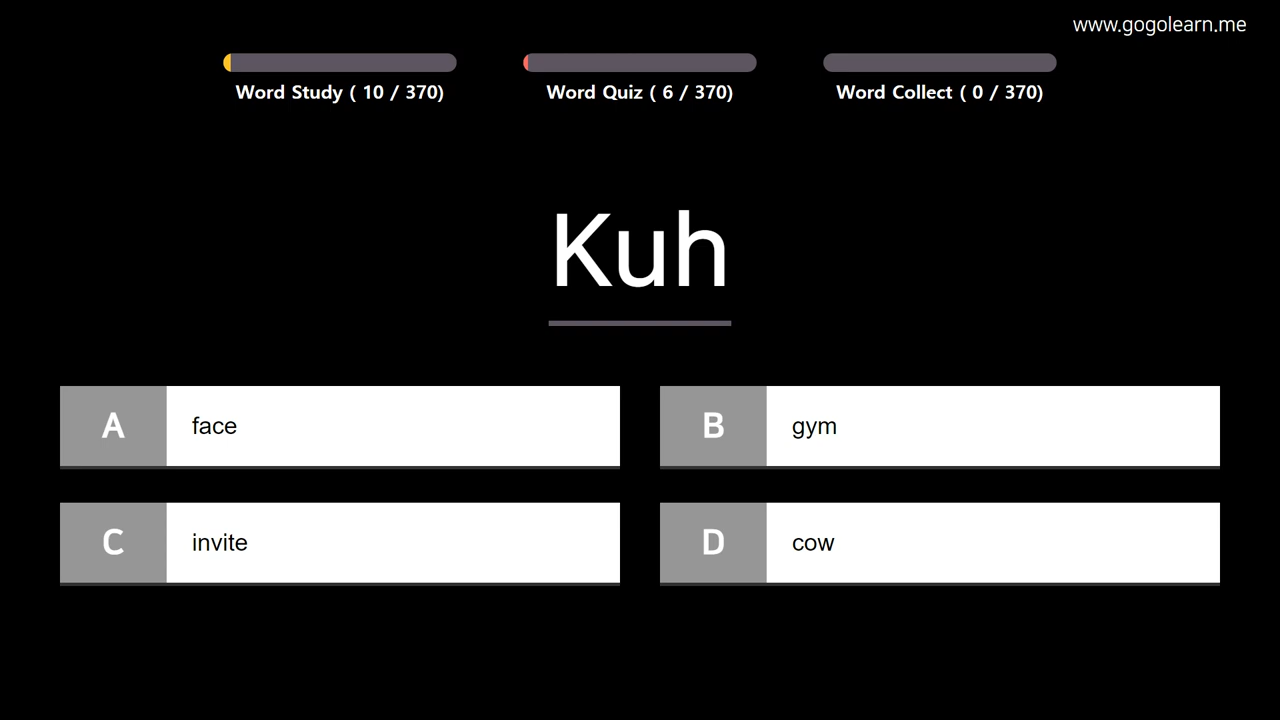 www.gogolearn.me
Word Study ( 10 / 370)
Word Quiz ( 6 / 370)
Word Collect ( 0 / 370)
Kuh
A face
B gym
C invite
D cow